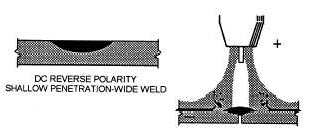 +
DC REVERSE POLARITY
SHALLOW PENETRATION-WIDE WELD